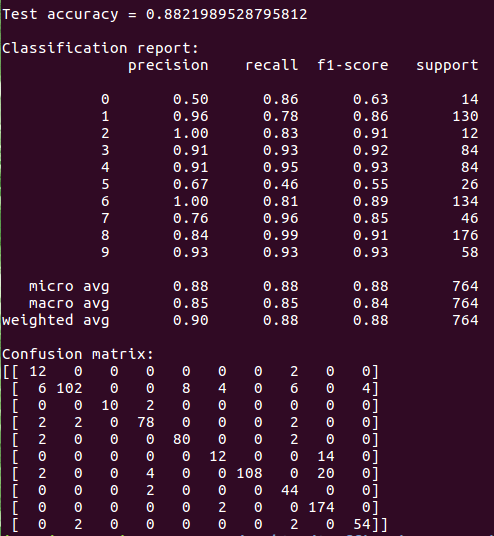 Test accuracy = 0.8821989528795812
Classification report:
precision recall f1-score support
0 0.50 0.86 0.63 14
1 0.96 0.78 0.86 130
2 1.00 0.83 0.91 12
3 0.91 0.93 0.92 84
4 0.91 0.95 0.93 84
5 0.67 0.46 0.55 26
6 1.00 0.81 0.89 134
7 0.76 0.96 0.85 46
8 0.84 0.99 0.91 176
9 0.93 0.93 0.93 58
micro avg 0.88 0.88 0.88 764
macro avg 0.85 0.85 0.84 764
weighted avg 0.90 0.88 0.88 764
Confusion matrix:
[[ 12 0 0 0 0 0 0 2 0 0]
[ 6 102 0 0 8 4 0 6 0 4]
[ 0 0 10 2 0 0 0 0 0 0]
[ 2 2 0 78 0 0 0 2 0 0]
[ 2 0 0 0 80 0 0 2 0 0]
[ 0 0 0 0 0 12 0 0 14 0]
[ 2 0 0 4 0 0 108 0 20 0]
[ 0 0 0 2 0 0 0 44 0 0]
[ 0 0 0 0 0 2 0 0 174 0]
[ 0 2 0 0 0 0 0 2 0 54]]